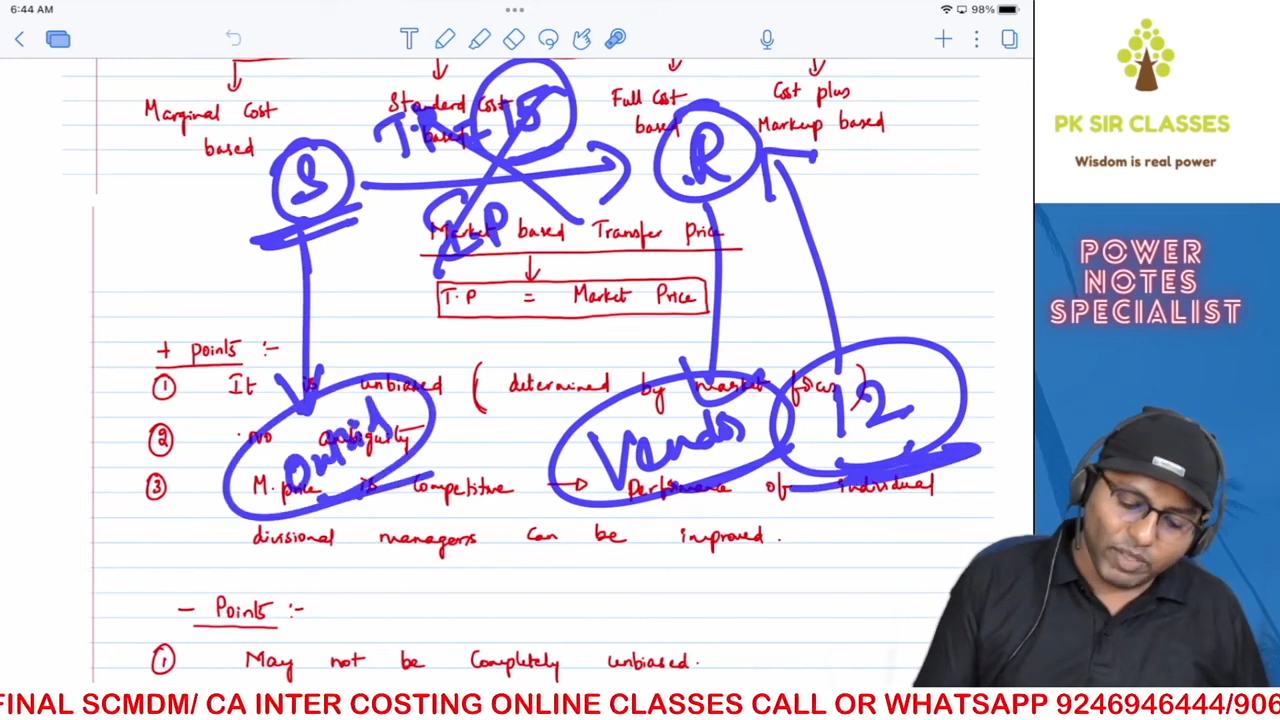 6:44 AM
98%
Marginal Cost
based
Standard Cost
based
Full Cost
based
Cost plus
Markup based
T.P = 15
S
R
I P
Market based Transfer price
T.P = Market Price
+ points :-
① It is unbiased ( determined by market forces )
② no ambiguity
③ M. price is Competitive → performance of individual
divisional managers can be improved.
Vendor
12
- Points :-
① May not be Completely unbiased.
PK SIR CLASSES
Wisdom is real power
POWER
NOTES
SPECIALIST
FINAL SCMDM/ CA INTER COSTING ONLINE CLASSES CALL OR WHATSAPP 9246946444/906